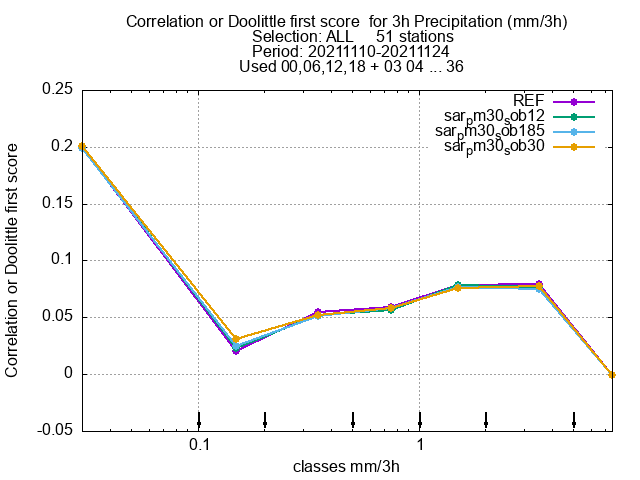 Correlation or Doolittle first score  for 3h Precipitation (mm/3h)
Selection: ALL     51 stations
Period: 20211110-20211124
Used 00,06,12,18 + 03 04 ... 36
REF
sarpm30sob12
sarpm30sob185
sarpm30sob30
0.25
0.2
0.15
0.1
0.05
0
-0.05
Correlation or Doolittle first score
0.1
1
classes mm/3h